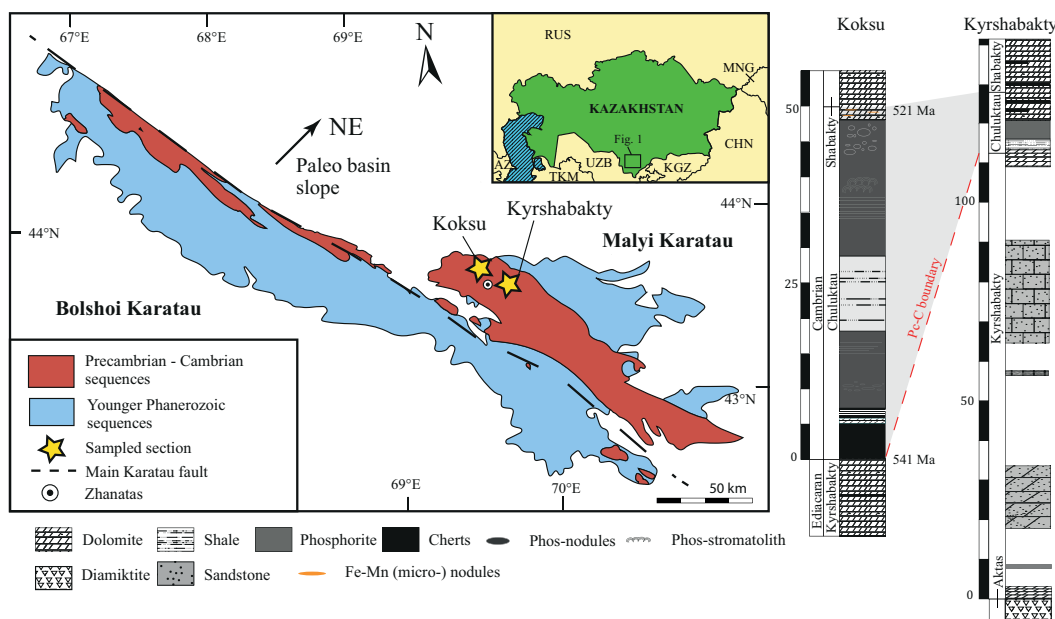 67°E
68°E
69°E
N
NE
Paleo basin
slope
RUS
MNG
KAZAKHSTAN
Fig. 1
CHN
AZ
UZB
KGZ
TKM
44°N
44°N
Koksu
Kyrshabakty
Malyi Karatau
Bolshoi Karatau
43°N
Precambrian - Cambrian
sequences
Younger Phanerozoic
sequences
Sampled section
Main Karatau fault
Zhanatas
69°E
70°E
50 km
Dolomite
Shale
Phosphorite
Cherts
Phos-nodules
Phos-stromatolith
Diamiktite
Sandstone
Fe-Mn (micro-) nodules
Koksu
50
25
0
Shabakty
Cambrian
Chuluktau
Ediacaran
Kyrshabakty
521 Ma
541 Ma
Pc-C boundary
Kyrshabakty
100
50
0
Shabakty
Chuluktau
Kyrshabakty
Aktas